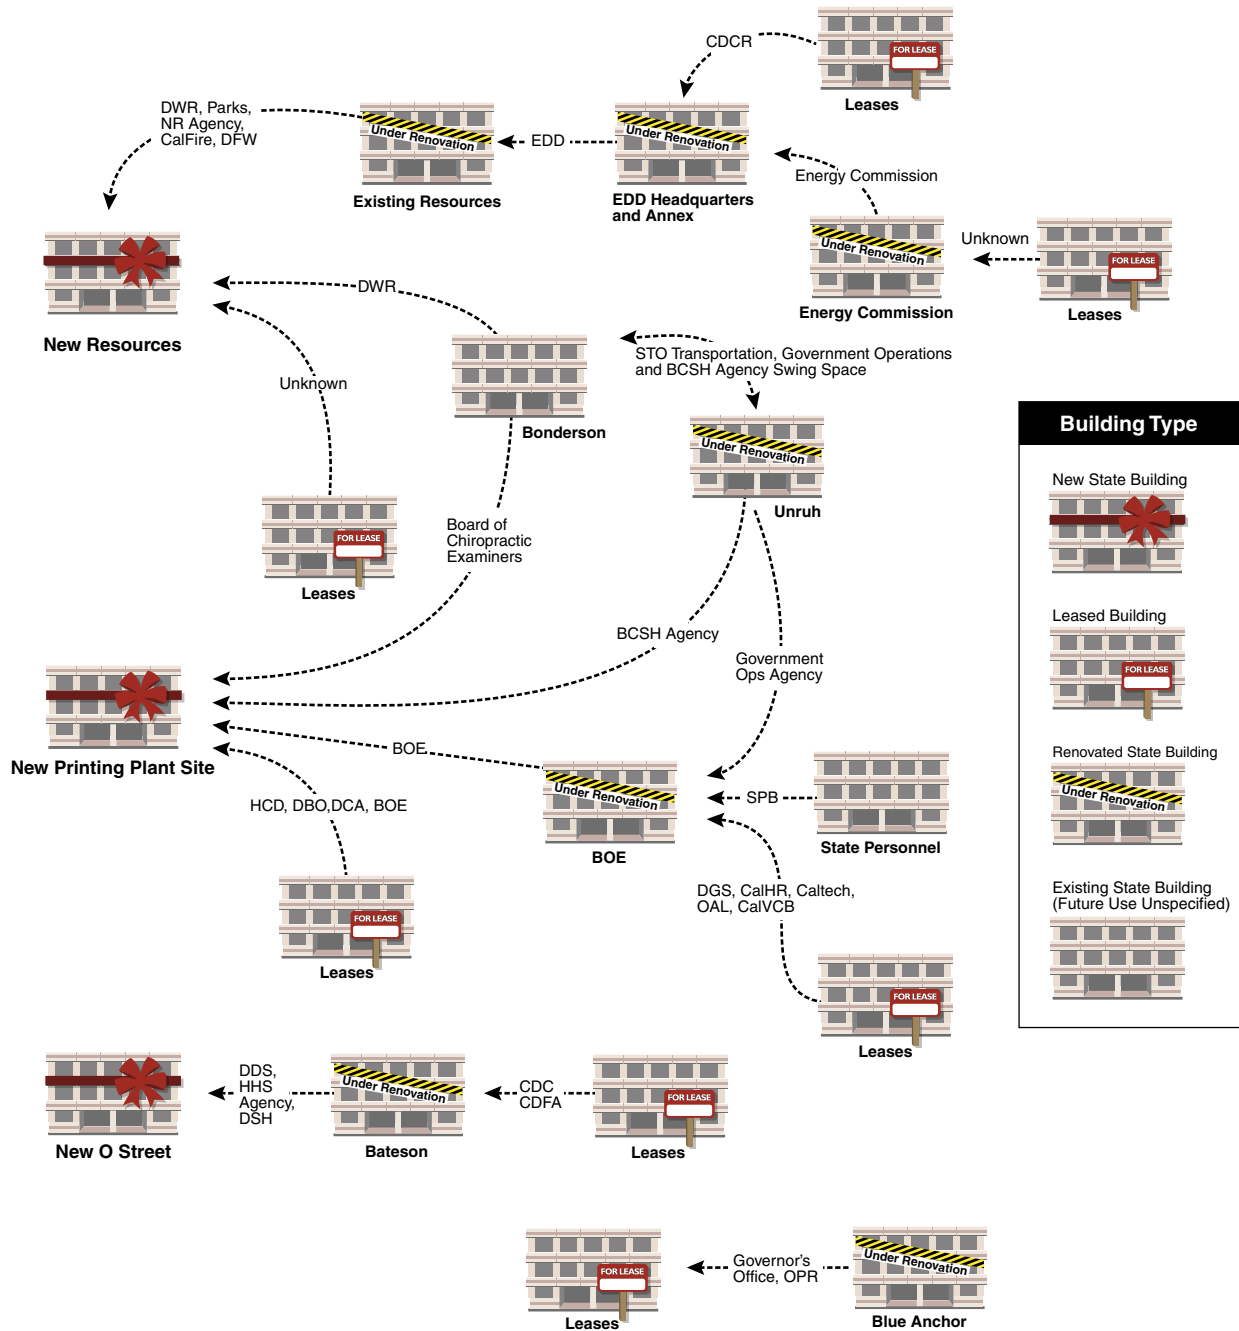 CDCR
FOR LEASE
Leases
DWR, Parks,
NR Agency,
CalFire, DFW
Under Renovation
EDD
Under Renovation
Existing Resources
EDD Headquarters
and Annex
Energy Commission
Under Renovation
Energy Commission
Unknown
FOR LEASE
Leases
New Resources
DWR
Bonderson
STO Transportation, Government Operations
and BCSH Agency Swing Space
Under Renovation
Unruh
Unknown
FOR LEASE
Leases
Board of
Chiropractic
Examiners
BCSH Agency
Government
Ops Agency
New Printing Plant Site
BOE
Under Renovation
BOE
SPB
State Personnel
HCD, DBO,DCA, BOE
FOR LEASE
Leases
DGS, CalHR, Caltech,
OAL, CalVCB
FOR LEASE
Leases
New O Street
DDS,
HHS
Agency,
DSH
Under Renovation
Bateson
CDC
CDFA
FOR LEASE
Leases
FOR LEASE
Leases
Governor's
Office, OPR
Under Renovation
Blue Anchor
Building Type
New State Building
Leased Building
FOR LEASE
Renovated State Building
Under Renovation
Existing State Building
(Future Use Unspecified)